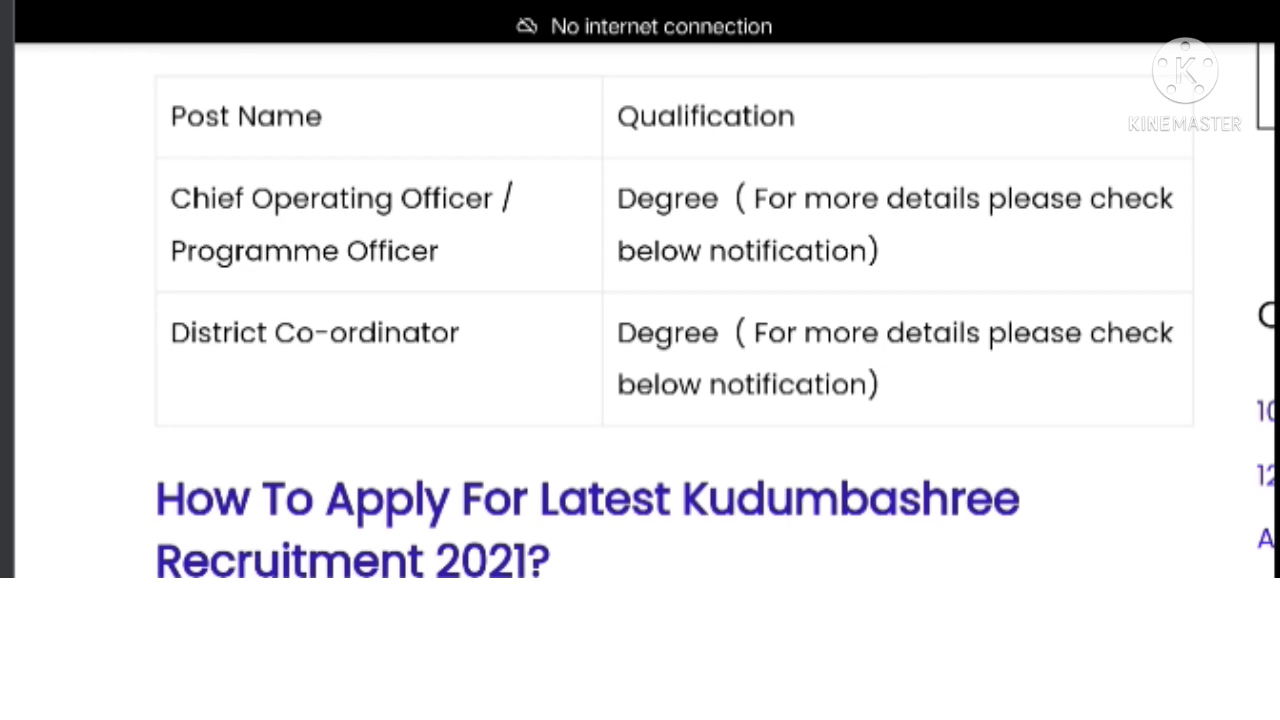 No internet connection
KINEMASTER
Post Name
Qualification
Chief Operating Officer /
Programme Officer
Degree ( For more details please check
below notification)
District Co-ordinator
Degree ( For more details please check
below notification)
How To Apply For Latest Kudumbashree
Recruitment 2021?